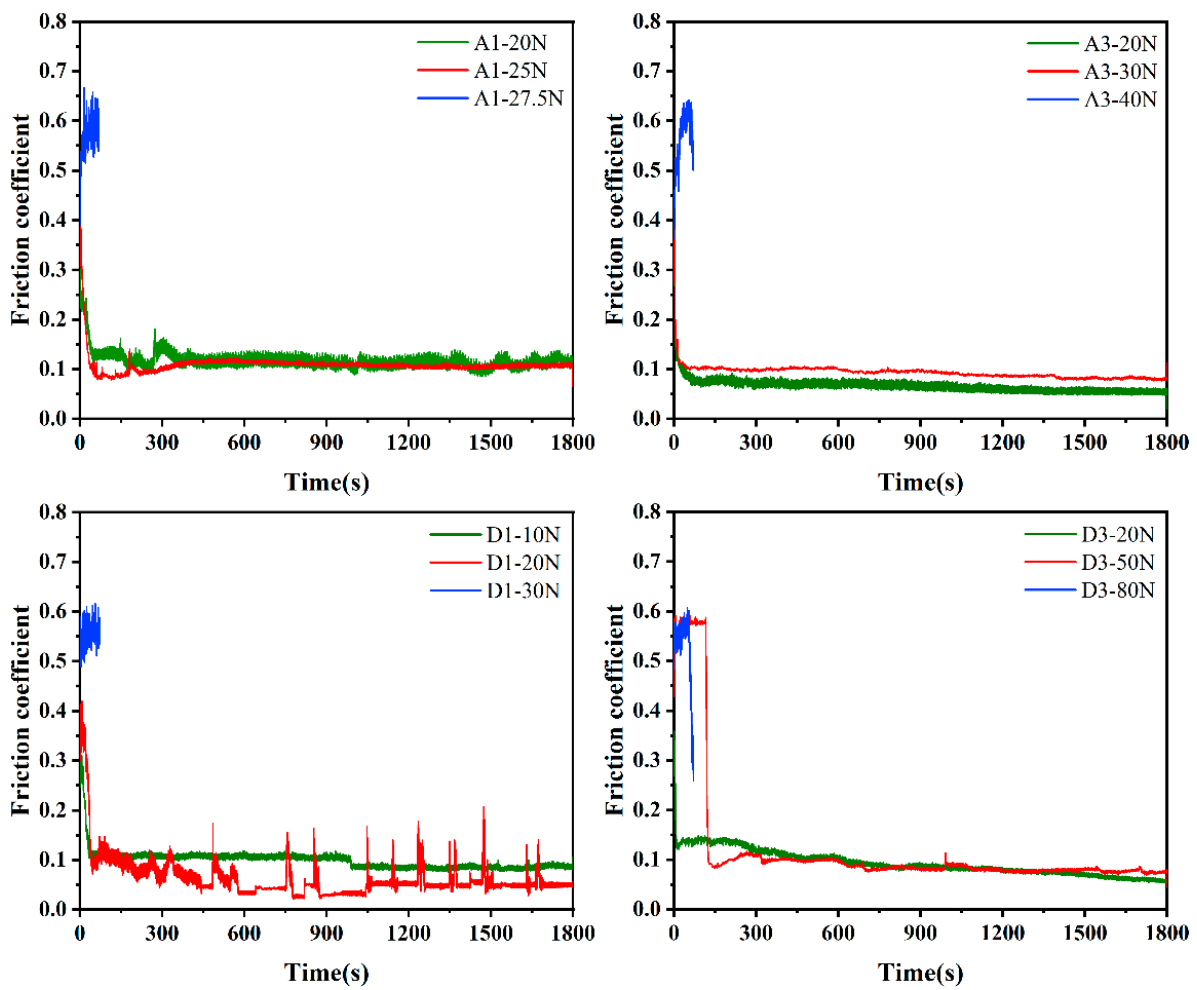 0.8
0.7
0.6
0.5
0.4
0.3
0.2
0.1
0.0
Friction coefficient
A1-20N
A1-25N
A1-27.5N
0 300 600 900 1200 1500 1800
Time(s)
0.8
0.7
0.6
0.5
0.4
0.3
0.2
0.1
0.0
Friction coefficient
A3-20N
A3-30N
A3-40N
0 300 600 900 1200 1500 1800
Time(s)
0.8
0.7
0.6
0.5
0.4
0.3
0.2
0.1
0.0
Friction coefficient
D1-10N
D1-20N
D1-30N
0 300 600 900 1200 1500 1800
Time(s)
0.8
0.7
0.6
0.5
0.4
0.3
0.2
0.1
0.0
Friction coefficient
D3-20N
D3-50N
D3-80N
0 300 600 900 1200 1500 1800
Time(s)